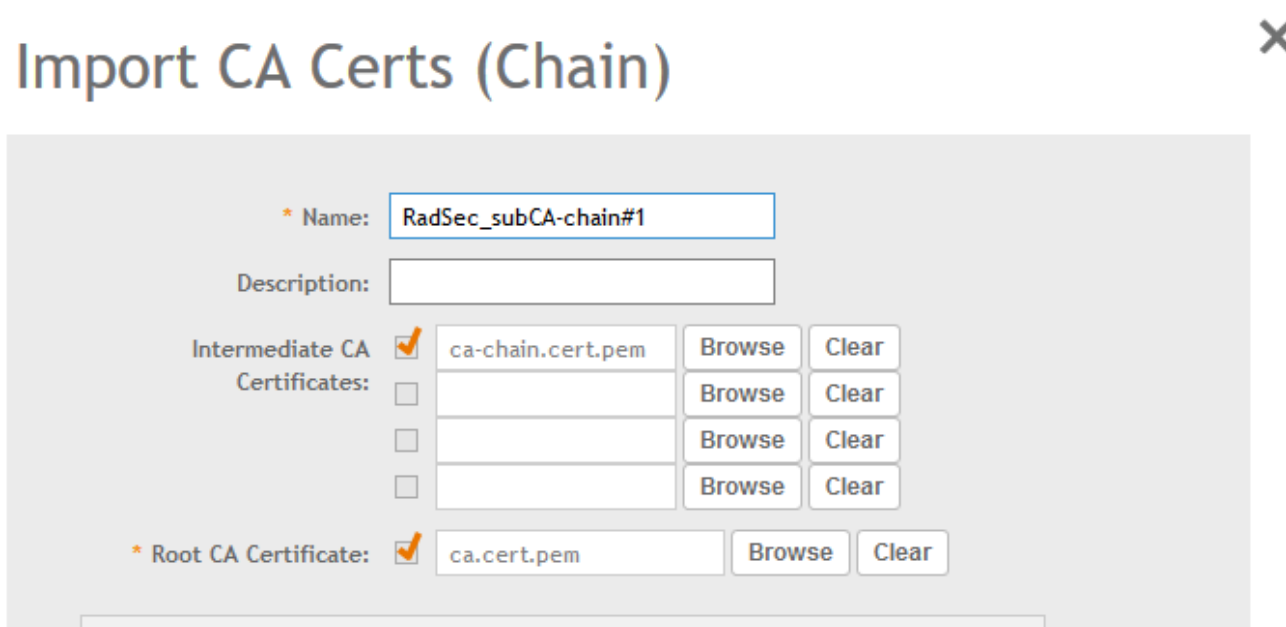 Import CA Certs (Chain)
* Name: RadSec_subCA-chain#1
Description:
Intermediate CA Certificates: ca-chain.cert.pem Browse Clear
Browse Clear
Browse Clear
Browse Clear
* Root CA Certificate: ca.cert.pem Browse Clear